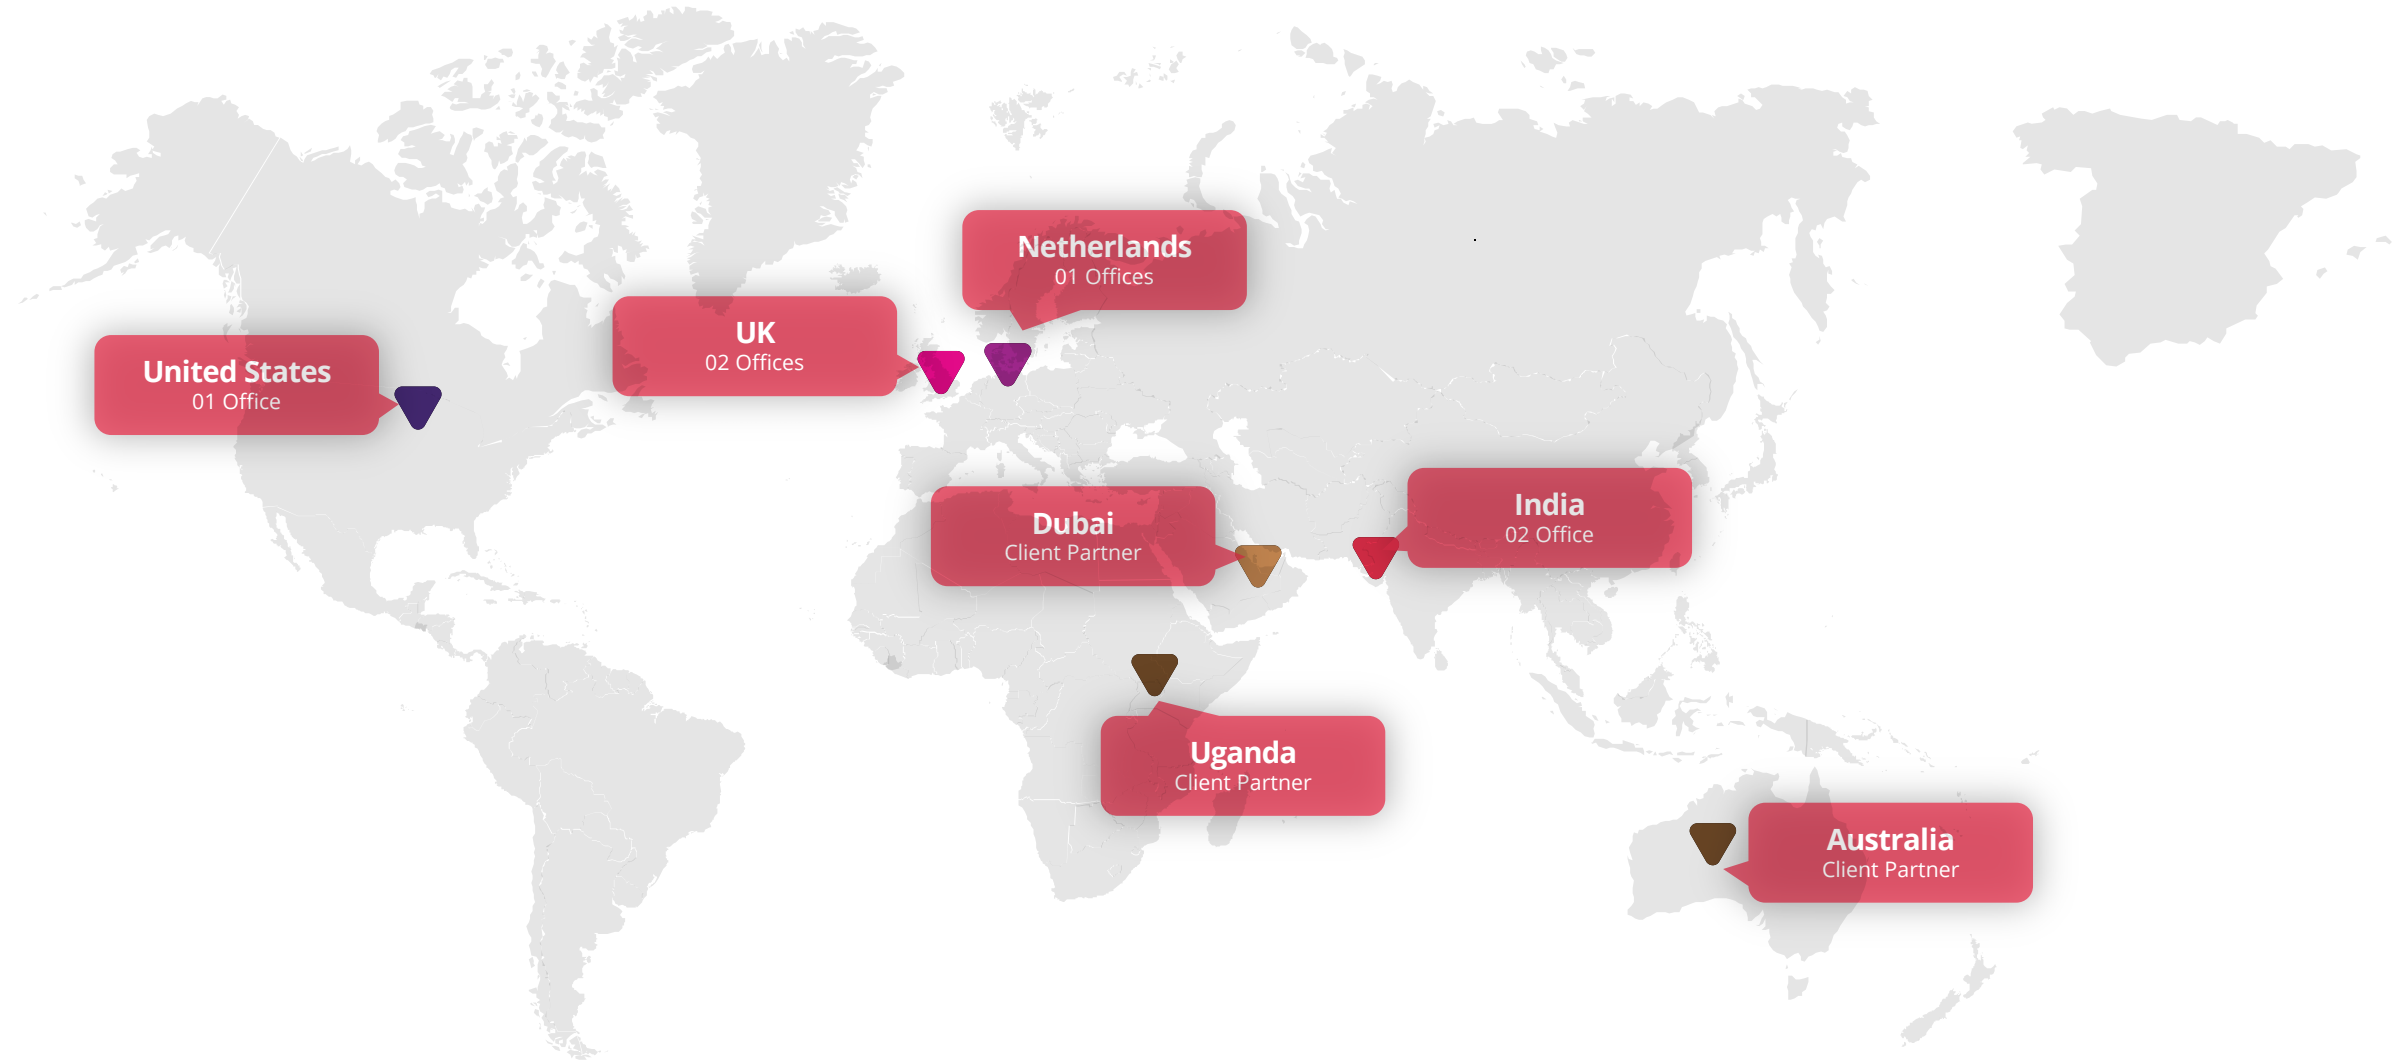 Netherlands
01 Offices
UK
02 Offices
United States
01 Office
India
02 Office
Dubai
Client Partner
Uganda
Client Partner
Australia
Client Partner